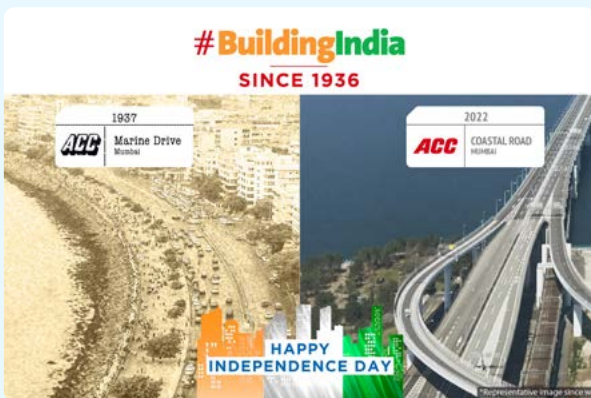 #BuildingIndia
SINCE 1936
1937
ACC
Marine Drive
Mumbai
2022
ACC
COASTAL ROAD
MUMBAI
HAPPY
INDEPENDENCE DAY
*Representative image since w